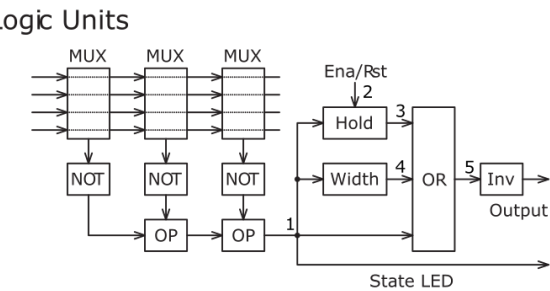 Logic Units
MUX MUX MUX
Ena/Rst
2
Hold 3
NOT NOT NOT Width 4 OR 5 Inv
Output
OP OP 1
State LED